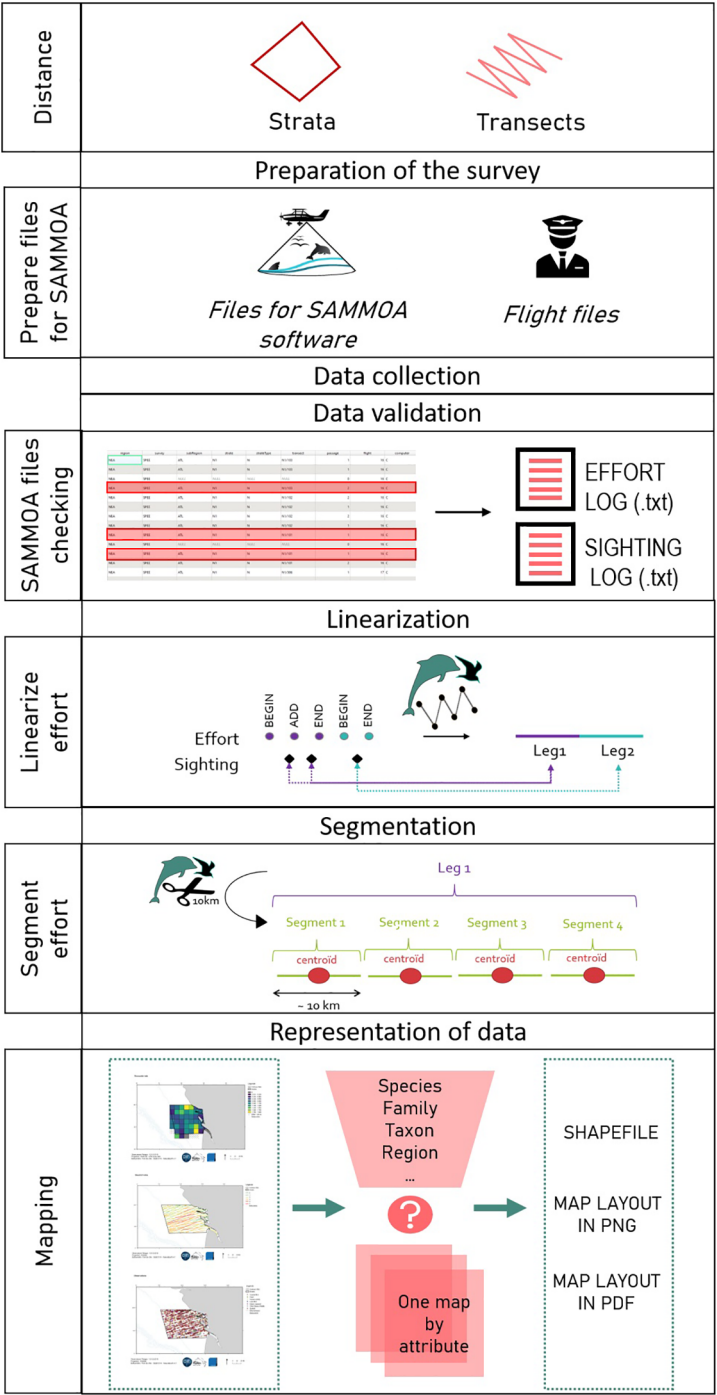 Distance
Strata
Transects
Preparation of the survey
Prepare files
for SAMMOA
Files for SAMMOA
software
Flight files
Data collection
Data validation
SAMMOA files
checking
EFFORT
LOG (.txt)
SIGHTING
LOG (.txt)
Linearization
Linearize
effort
BEGIN
ADD
END
BEGIN
END
Effort
Sighting
Leg1
Leg2
Segmentation
Segment
effort
10km
Leg 1
Segment 1
Segment 2
Segment 3
Segment 4
centroïd
centroïd
centroïd
centroïd
~ 10 km
Representation of data
Mapping
Species
Family
Taxon
Region
...
?
One map
by
attribute
SHAPEFILE
MAP LAYOUT
IN PNG
MAP LAYOUT
IN PDF